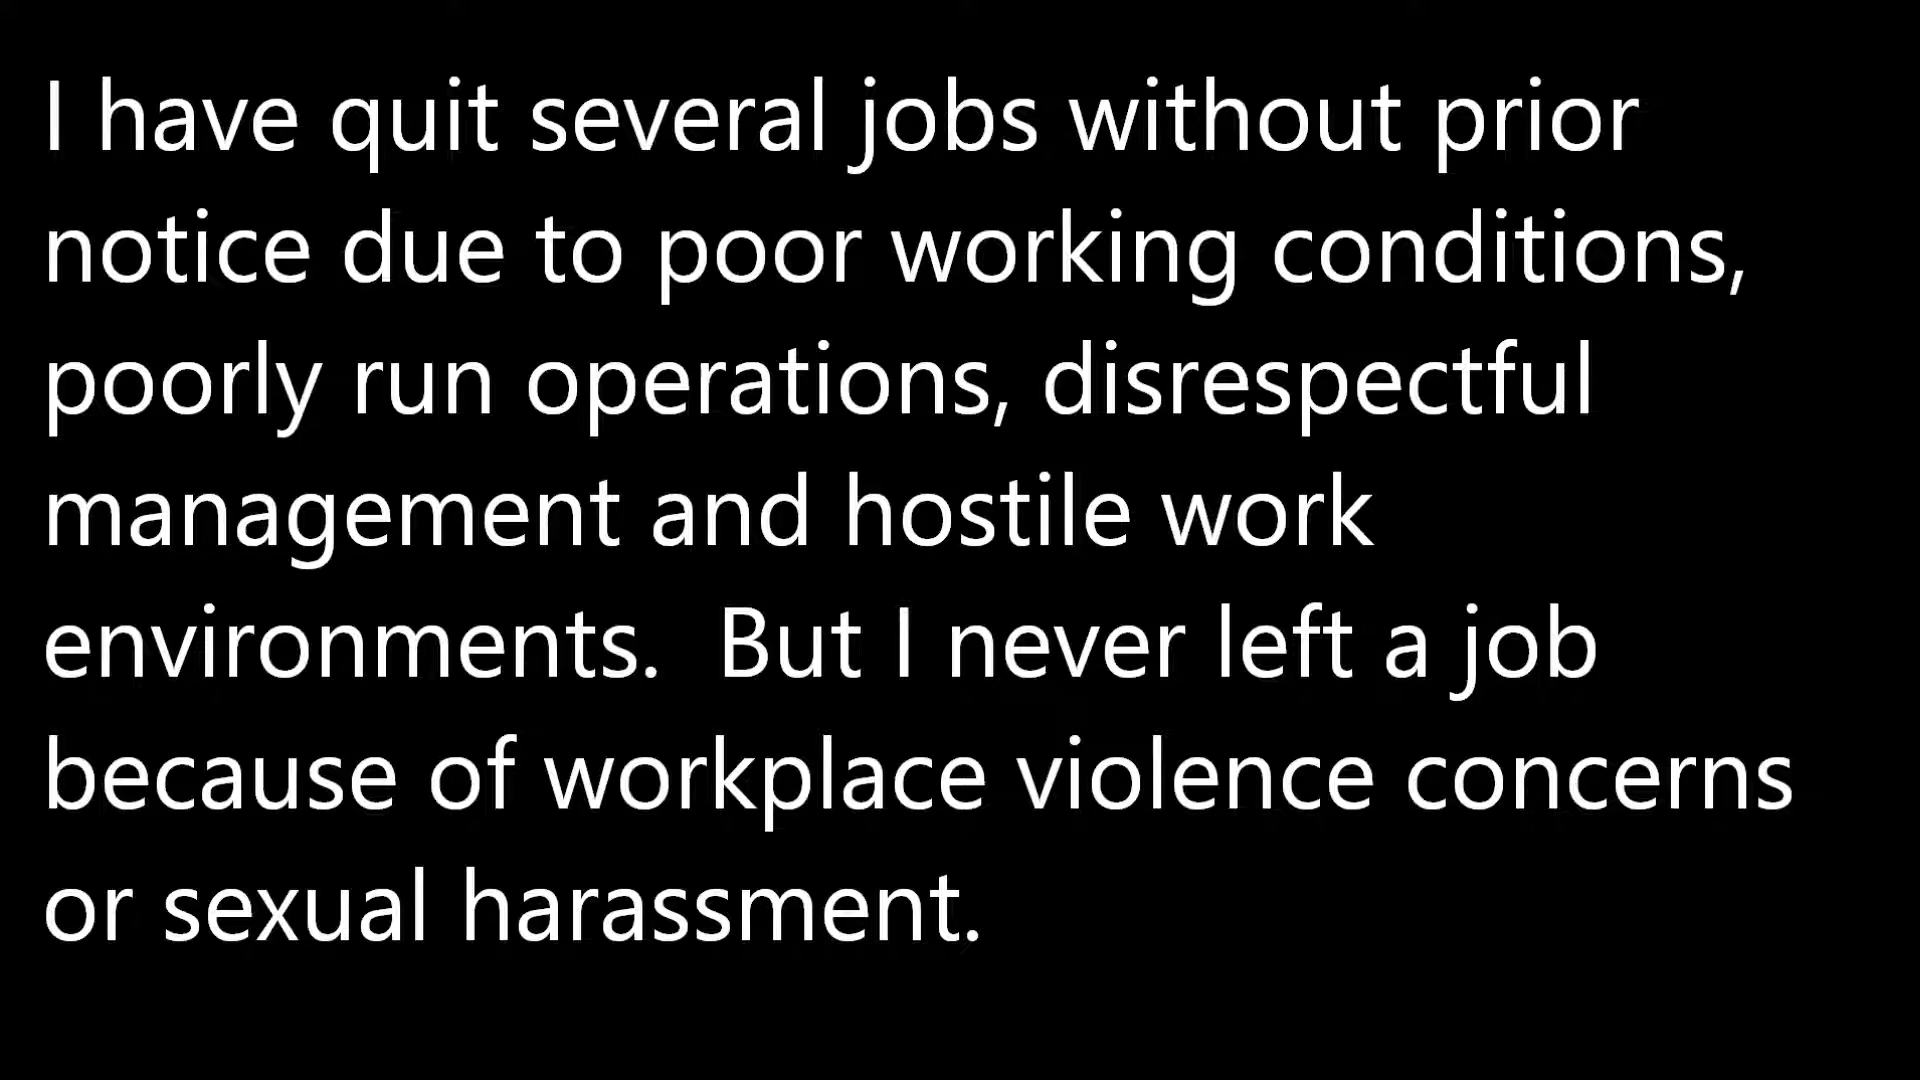 I have quit several jobs without prior
notice due to poor working conditions,
poorly run operations, disrespectful
management and hostile work
environments.  But I never left a job
because of workplace violence concerns
or sexual harassment.